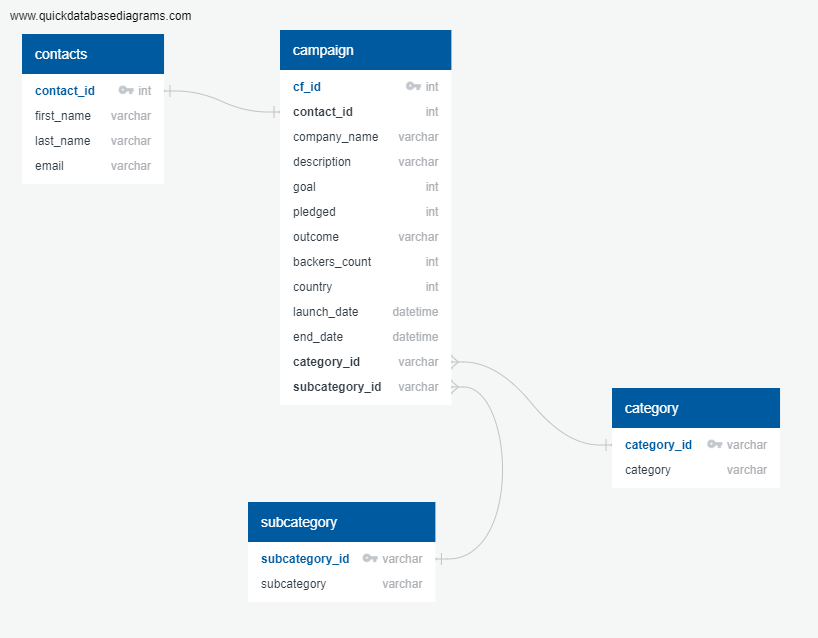 www.quickdatabasediagrams.com
contacts
contact_id int
first_name varchar
last_name varchar
email varchar
campaign
cf_id int
contact_id int
company_name varchar
description varchar
goal int
pledged int
outcome varchar
backers_count int
country int
launch_date datetime
end_date datetime
category_id varchar
subcategory_id varchar
category
category_id varchar
category varchar
subcategory
subcategory_id varchar
subcategory varchar